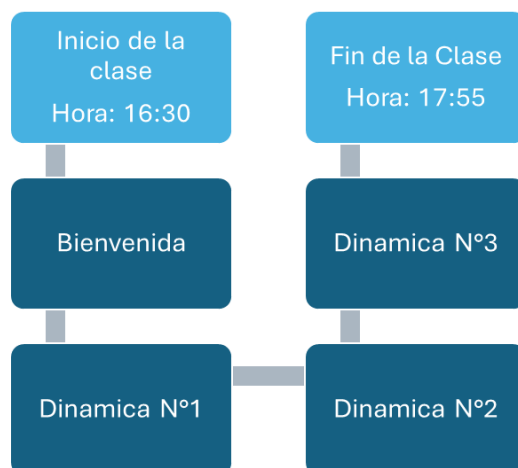 Inicio de la
clase
Hora: 16:30
Bienvenida
Dinamica N°1
Dinamica N°2
Dinamica N°3
Fin de la Clase
Hora: 17:55